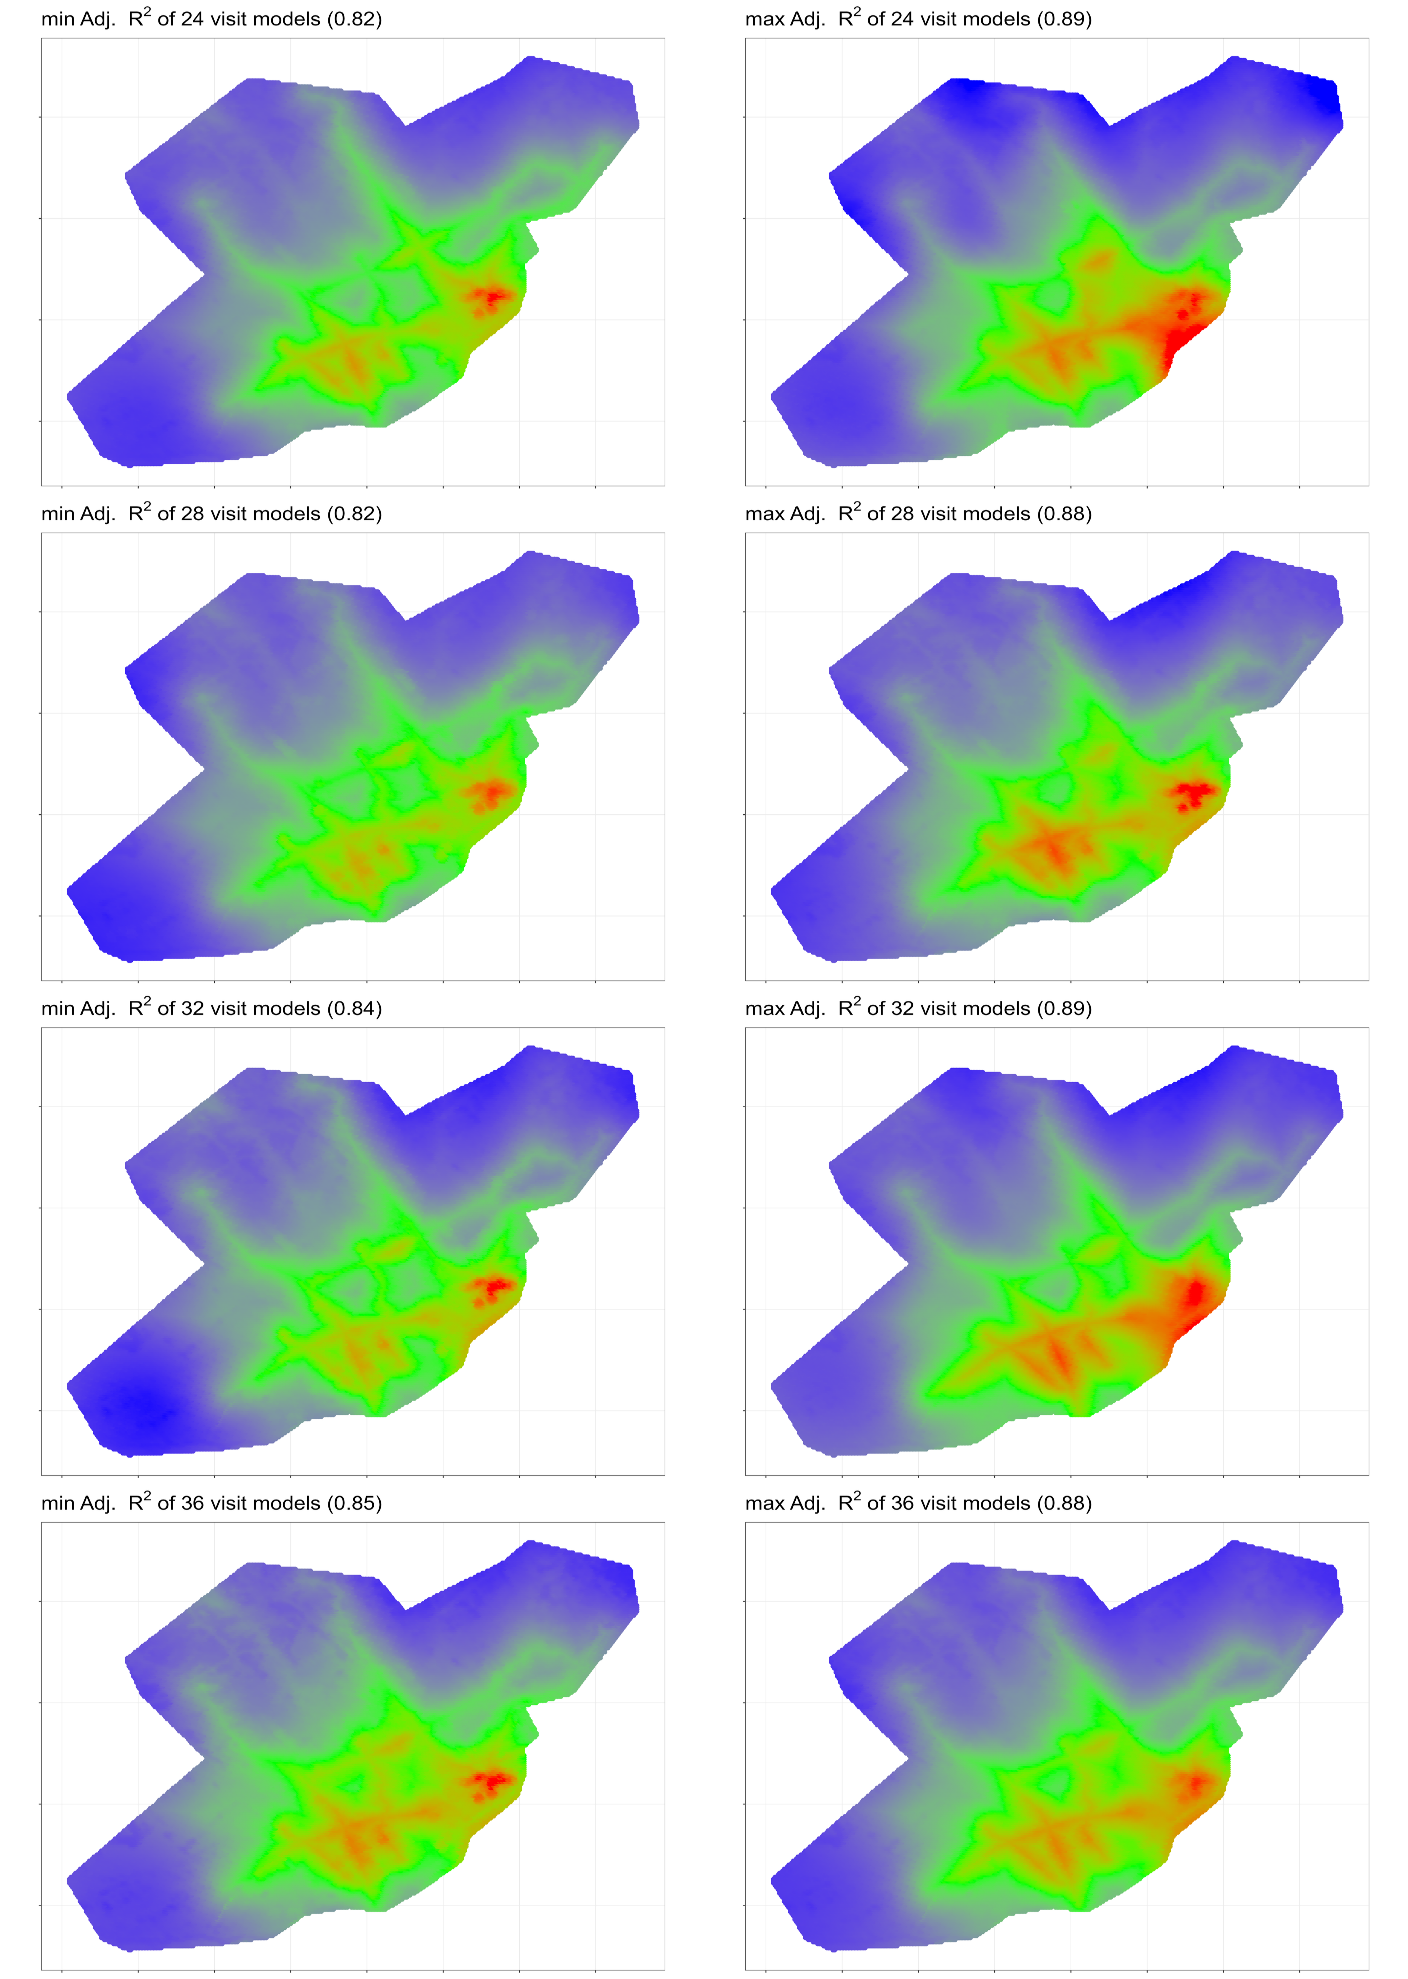 min Adj. R² of 24 visit models (0.82)
max Adj. R² of 24 visit models (0.89)
min Adj. R² of 28 visit models (0.82)
max Adj. R² of 28 visit models (0.88)
min Adj. R² of 32 visit models (0.84)
max Adj. R² of 32 visit models (0.89)
min Adj. R² of 36 visit models (0.85)
max Adj. R² of 36 visit models (0.88)